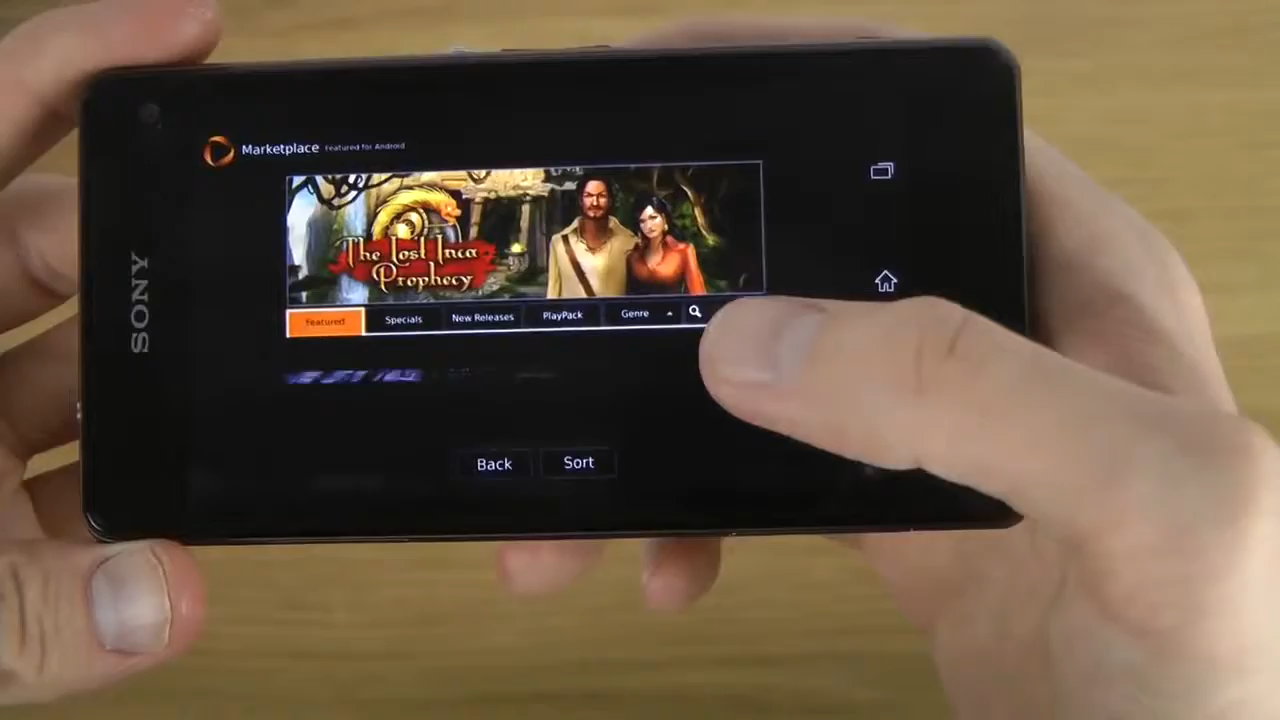 SONY
Marketplace Featured for Android
The Lost Inca
Prophecy
Featured Specials New Releases PlayPack Genre
Back Sort